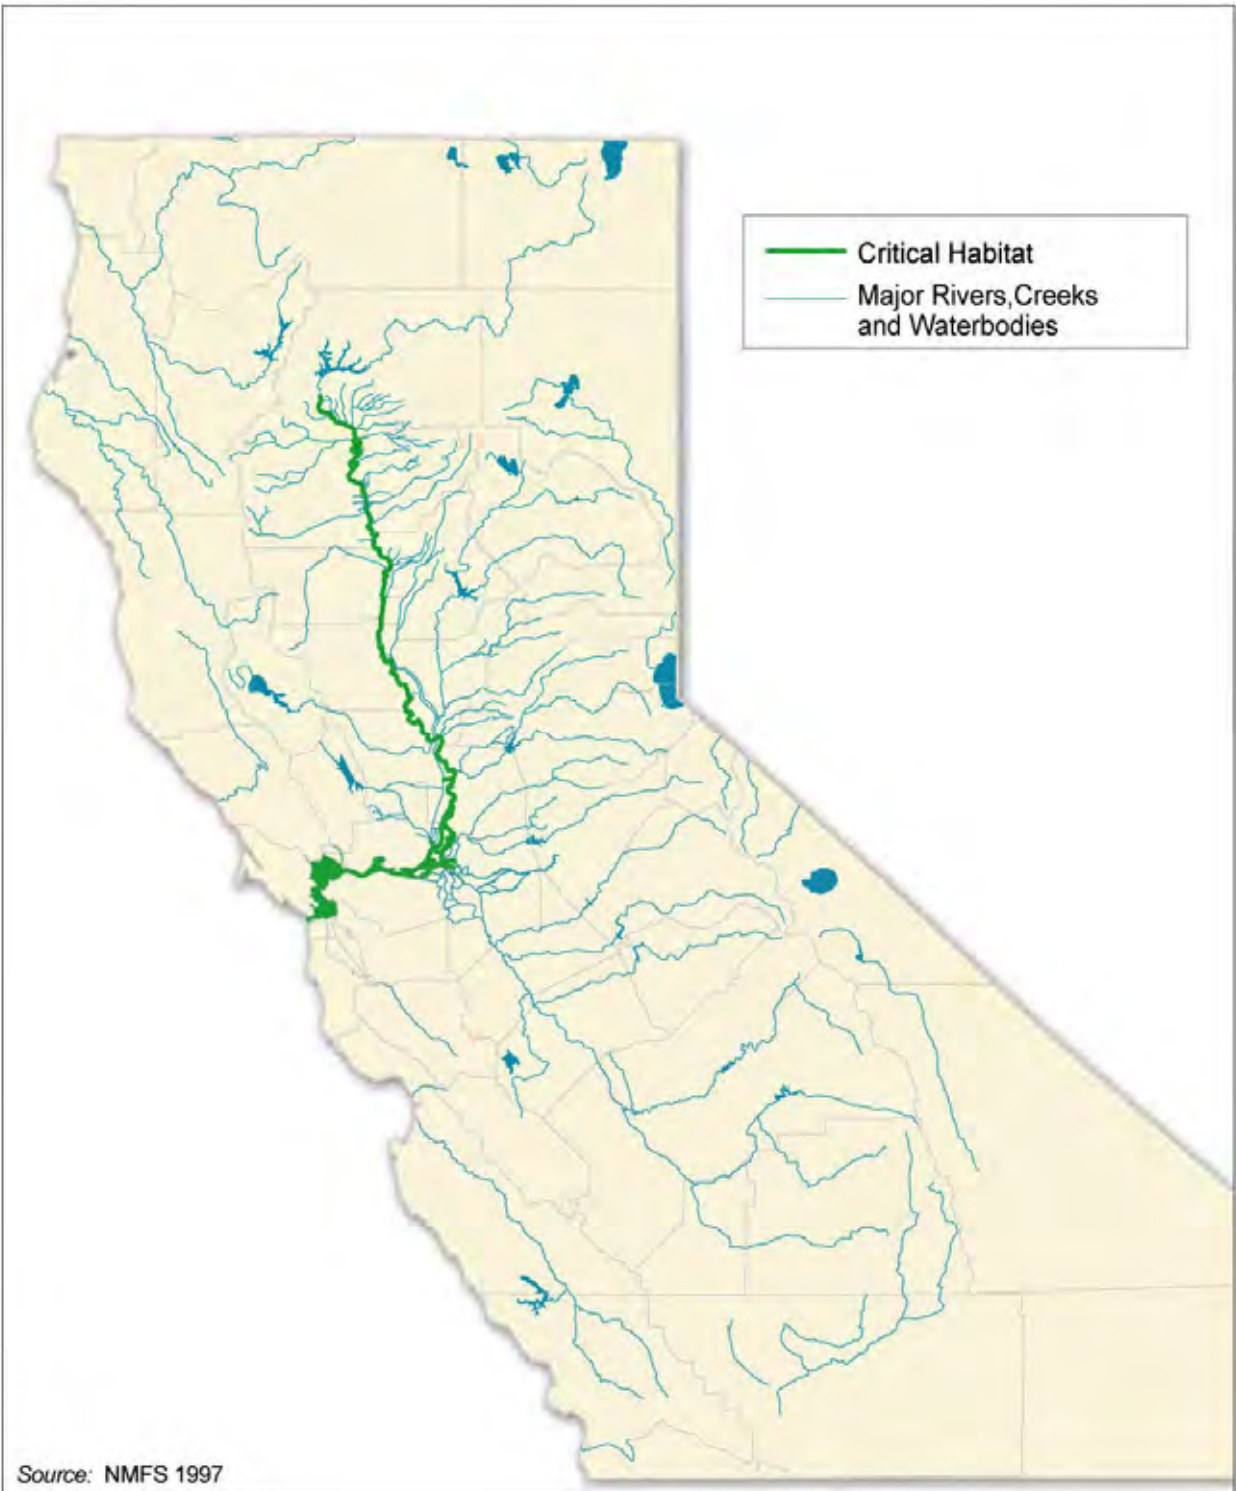 Critical Habitat
Major Rivers,Creeks
and Waterbodies
Source: NMFS 1997